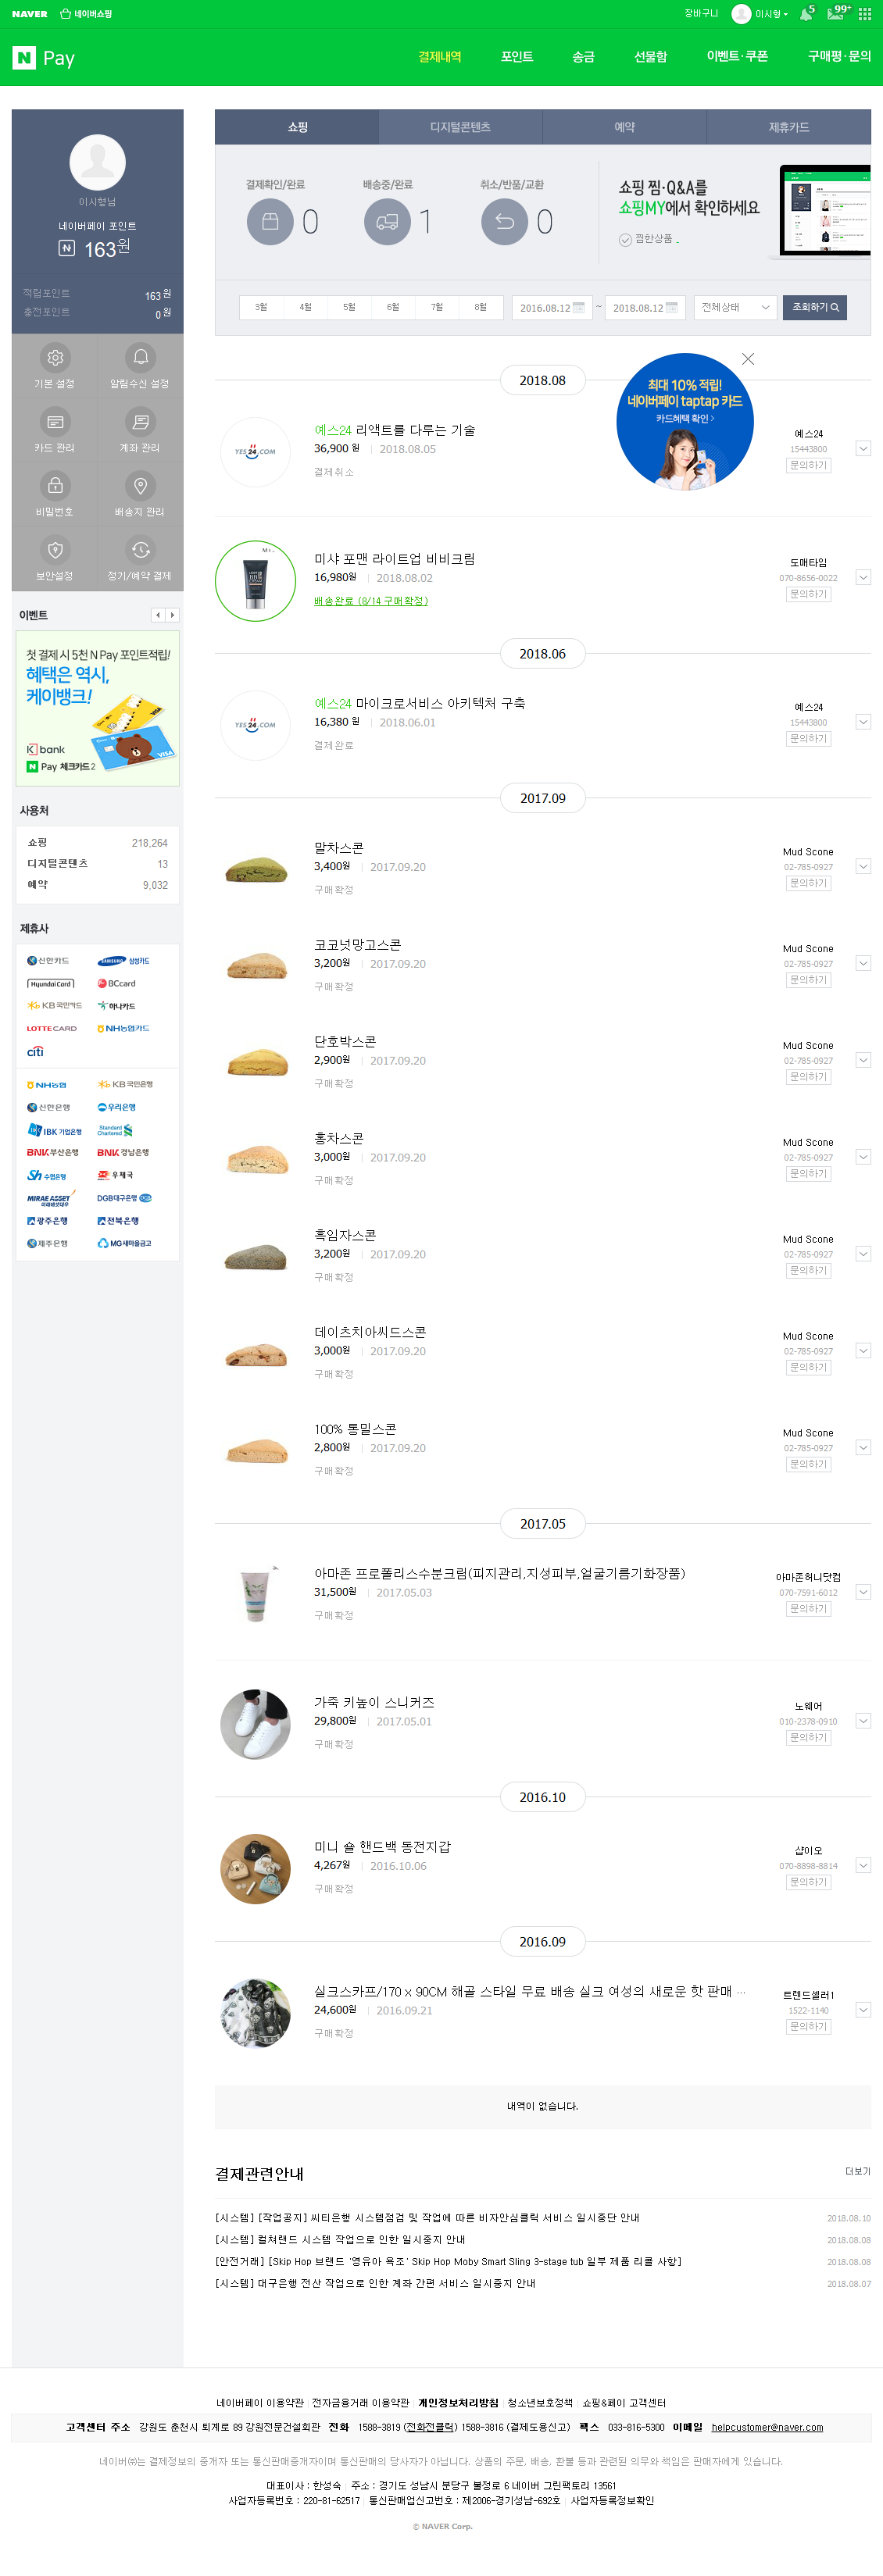 NAVER 네이버쇼핑
장바구니 이시형 5 99+
N Pay
결제내역 포인트 송금 선물함 이벤트·쿠폰 구매평·문의
이시형님
네이버페이 포인트
163원
적립포인트 163 원
충전포인트 0 원
기본 설정 알림수신 설정
카드 관리 계좌 관리
비밀번호 배송지 관리
보안설정 정기/예약 결제
이벤트
첫 결제 시 5천 N Pay 포인트적립!
혜택은 역시,
케이뱅크!
K bank
N Pay 체크카드2
VISA
사용처
쇼핑 218,264
디지털콘텐츠 13
예약 9,032
제휴사
신한카드 SAMSUNG 삼성카드
Hyundai Card BCcard
KB국민카드 하나카드
LOTTECARD NH농협카드
citi
NH농협 KB국민은행
신한은행 우리은행
IBK기업은행 Standard Chartered
BNK부산은행 BNK경남은행
Sh수협은행 우체국
MIRAE ASSET 미래에셋대우 DGB대구은행
광주은행 전북은행
제주은행 MG새마을금고
쇼핑 디지털콘텐츠 예약 제휴카드
결제확인/완료 배송중/완료 취소/반품/교환
0 1 0
쇼핑 찜·Q&A를
쇼핑MY에서 확인하세요
찜한상품
3월 4월 5월 6월 7월 8월 2016.08.12 ~ 2018.08.12 전체상태 조회하기
2018.08
최대 10% 적립!
네이버페이 taptap 카드
카드혜택 확인 >
YES24.COM
예스24 리액트를 다루는 기술
36,900 원 2018.08.05
결제취소
예스24
15443800
문의하기
미샤 포맨 라이트업 비비크림
16,980원 2018.08.02
배송완료 (8/14 구매확정)
도매타임
070-8656-0022
문의하기
2018.06
YES24.COM
예스24 마이크로서비스 아키텍처 구축
16,380 원 2018.06.01
결제완료
예스24
15443800
문의하기
2017.09
말차스콘
3,400원 2017.09.20
구매확정
Mud Scone
02-785-0927
문의하기
코코넛망고스콘
3,200원 2017.09.20
구매확정
Mud Scone
02-785-0927
문의하기
단호박스콘
2,900원 2017.09.20
구매확정
Mud Scone
02-785-0927
문의하기
홍차스콘
3,000원 2017.09.20
구매확정
Mud Scone
02-785-0927
문의하기
흑임자스콘
3,200원 2017.09.20
구매확정
Mud Scone
02-785-0927
문의하기
데이츠치아씨드스콘
3,000원 2017.09.20
구매확정
Mud Scone
02-785-0927
문의하기
100% 통밀스콘
2,800원 2017.09.20
구매확정
Mud Scone
02-785-0927
문의하기
2017.05
아마존 프로폴리스수분크림(피지관리,지성피부,얼굴기름기화장품)
31,500원 2017.05.03
구매확정
아마존허니닷컴
070-7591-6012
문의하기
가죽 키높이 스니커즈
29,800원 2017.05.01
구매확정
노웨어
010-2378-0910
문의하기
2016.10
미니 숄 핸드백 동전지갑
4,267원 2016.10.06
구매확정
샵이오
070-8898-8814
문의하기
2016.09
실크스카프/170 x 90CM 해골 스타일 무료 배송 실크 여성의 새로운 핫 판매 ...
24,600원 2016.09.21
구매확정
트렌드셀러1
1522-1140
문의하기
내역이 없습니다.
결제관련안내 더보기
[시스템] [작업공지] 씨티은행 시스템점검 및 작업에 따른 비자안심클릭 서비스 일시중단 안내 2018.08.10
[시스템] 컬쳐랜드 시스템 작업으로 인한 일시중지 안내 2018.08.08
[안전거래] [Skip Hop 브랜드 '영유아 욕조' Skip Hop Moby Smart Sling 3-stage tub 일부 제품 리콜 사항] 2018.08.08
[시스템] 대구은행 전산 작업으로 인한 계좌 간편 서비스 일시중지 안내 2018.08.07
네이버페이 이용약관 전자금융거래 이용약관 개인정보처리방침 청소년보호정책 쇼핑&페이 고객센터
고객센터 주소 강원도 춘천시 퇴계로 89 강원전문건설회관 전화 1588-3819 (전화전클릭) 1588-3816 (결제도용신고) 팩스 033-816-5300 이메일 helpcustomer@naver.com
네이버㈜는 결제정보의 중개자 또는 통신판매중개자이며 통신판매의 당사자가 아닙니다. 상품의 주문, 배송, 환불 등과 관련된 의무와 책임은 판매자에게 있습니다.
대표이사 : 한성숙 주소 : 경기도 성남시 분당구 불정로 6 네이버 그린팩토리 13561
사업자등록번호 : 220-81-62517 통신판매업신고번호 : 제2006-경기성남-692호 사업자등록정보확인
© NAVER Corp.